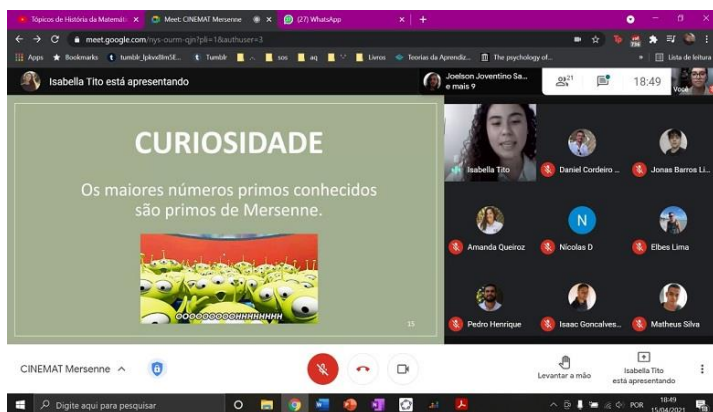 Tópicos de História da Matemáti
Meet: CINEMAT Mersenne
(27) WhatsApp
meet.google.com/nys-ourm-qjn?pli=1&authuser=3
Apps
Bookmarks
Tumblr
sos
aq
Livros
Teorias da Aprendiz...
The psychology of...
Lista de leitura
Isabella Tito está apresentando
Joelson Joventino Sa...
e mais 9
21
18:49
Você
CURIOSIDADE
Os maiores números primos conhecidos
são primos de Mersenne.
OOOOOOOOHHHHHHHH
15
Isabella Tito
Daniel Cordeiro ...
Jonas Barros Li...
Amanda Queiroz
N
Nicolas D
Elbes Lima
Pedro Henrique
Isaac Goncalves...
Matheus Silva
CINEMAT Mersenne
Levantar a mão
Isabella Tito
está apresentando
Digite aqui para pesquisar
POR
18:49
15/04/2021